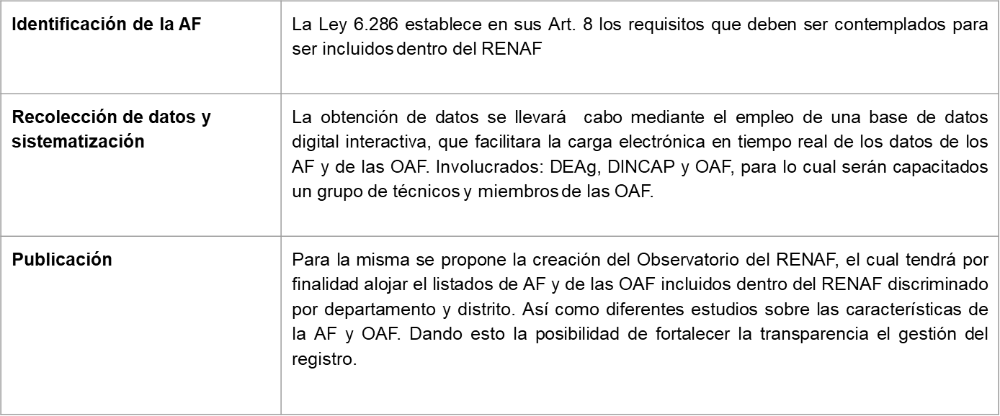 Identificación de la AF
La Ley 6.286 establece en sus Art. 8 los requisitos que deben ser contemplados para
ser incluidos dentro del RENAF
Recolección de datos y
sistematización
La obtención de datos se llevará cabo mediante el empleo de una base de datos
digital interactiva, que facilitara la carga electrónica en tiempo real de los datos de los
AF y de las OAF. Involucrados: DEAg, DINCAP y OAF, para lo cual serán capacitados
un grupo de técnicos y miembros de las OAF.
Publicación
Para la misma se propone la creación del Observatorio del RENAF, el cual tendrá por
finalidad alojar el listados de AF y de las OAF incluidos dentro del RENAF discriminado
por departamento y distrito. Así como diferentes estudios sobre las características de
la AF y OAF. Dando esto la posibilidad de fortalecer la transparencia el gestión del
registro.